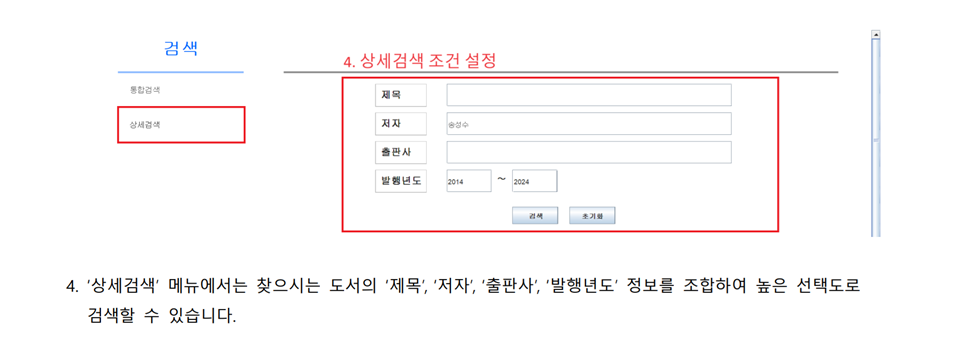 검색
4. 상세검색 조건 설정
통합검색
상세검색
제목
저자 송성수
출판사
발행년도 2014 ~ 2024
검색 초기화
4. '상세검색' 메뉴에서는 찾으시는 도서의 '제목', '저자', '출판사', '발행년도' 정보를 조합하여 높은 선택도로
검색할 수 있습니다.